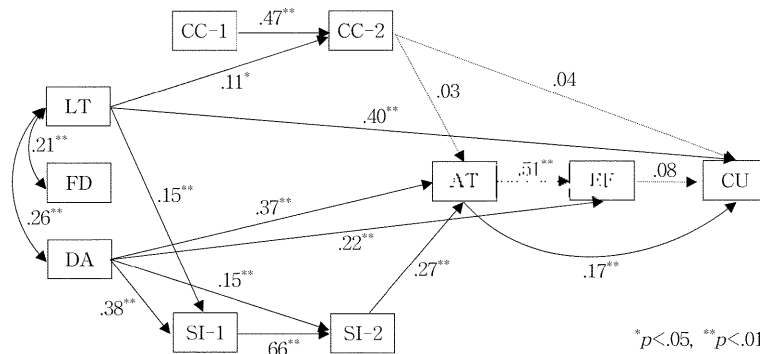 .47**
CC-1
CC-2
.11*
.04
.03
LT
.40**
.21**
FD
.15**
AT
.51**
EF
.08
CU
.37**
.26**
.22**
DA
.15**
.27**
.17**
.38**
SI-1
SI-2
.66**
*p<.05, **p<.01